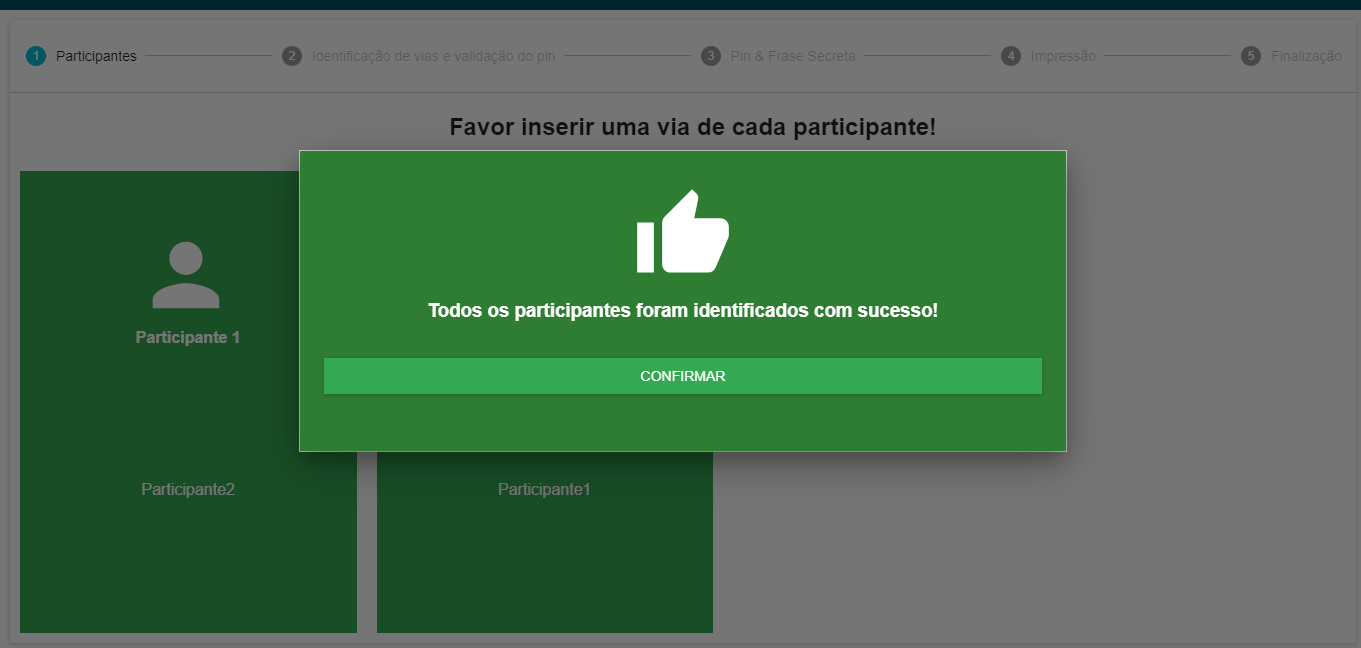 1 Participantes 2 Identificação de vias e validação do pin 3 Pin & Frase Secreta 4 Impressão 5 Finalização
Favor inserir uma via de cada participante!
Todos os participantes foram identificados com sucesso!
Participante 1
CONFIRMAR
Participante2 Participante1